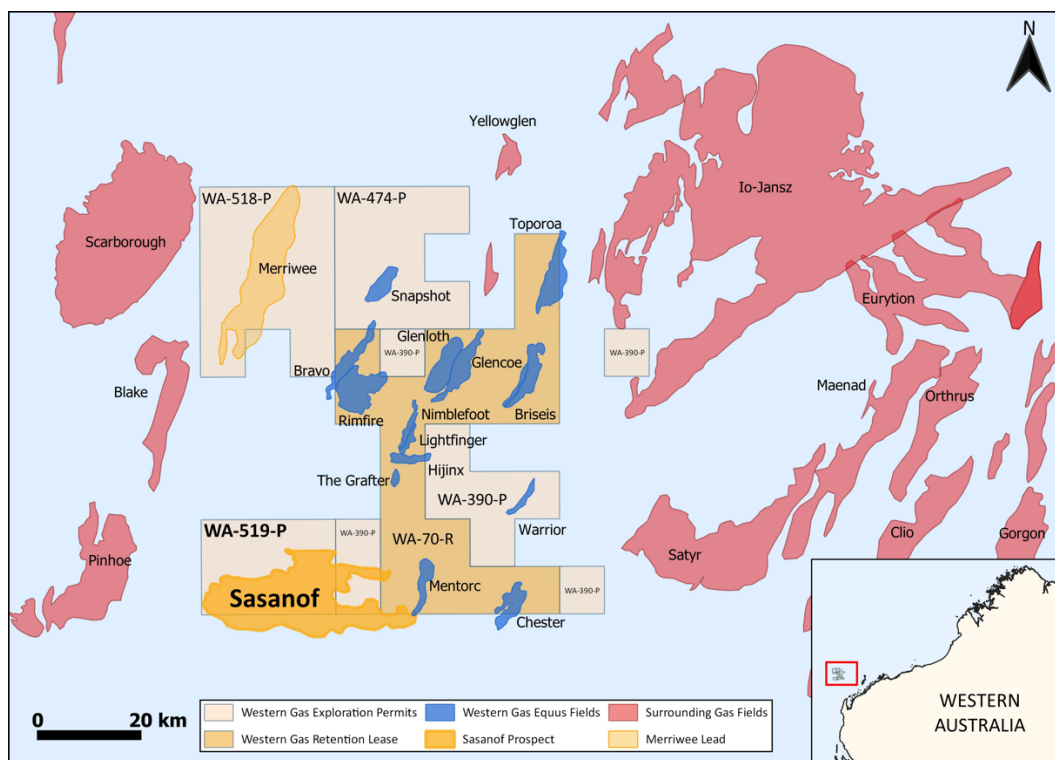 N
Yellowglen
Io-Jansz
WA-518-P
WA-474-P
Toporoa
Scarborough
Merriwee
Snapshot
Eurytion
Glenloth
WA-390-P
Glencoe
WA-390-P
Bravo
Maenad
Blake
Orthrus
Rimfire
Nimblefoot
Briseis
Lightfinger
Hijinx
The Grafter
WA-390-P
WA-519-P
WA-390-P
WA-70-R
Warrior
Pinhoe
Satyr
Clio
Gorgon
Sasanof
Mentorc
WA-390-P
Chester
WESTERN
AUSTRALIA
0 20 km
Western Gas Exploration Permits
Western Gas Equus Fields
Surrounding Gas Fields
Western Gas Retention Lease
Sasanof Prospect
Merriwee Lead